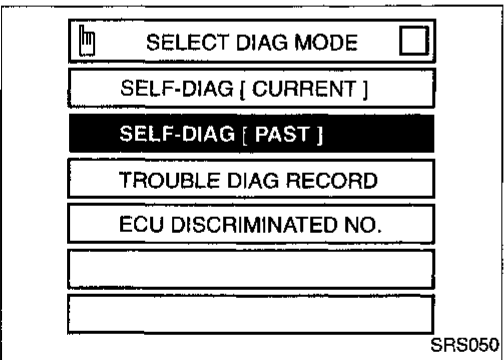 SELECT DIAG MODE
SELF-DIAG [ CURRENT ]
SELF-DIAG [ PAST ]
TROUBLE DIAG RECORD
ECU DISCRIMINATED NO.
SRS050